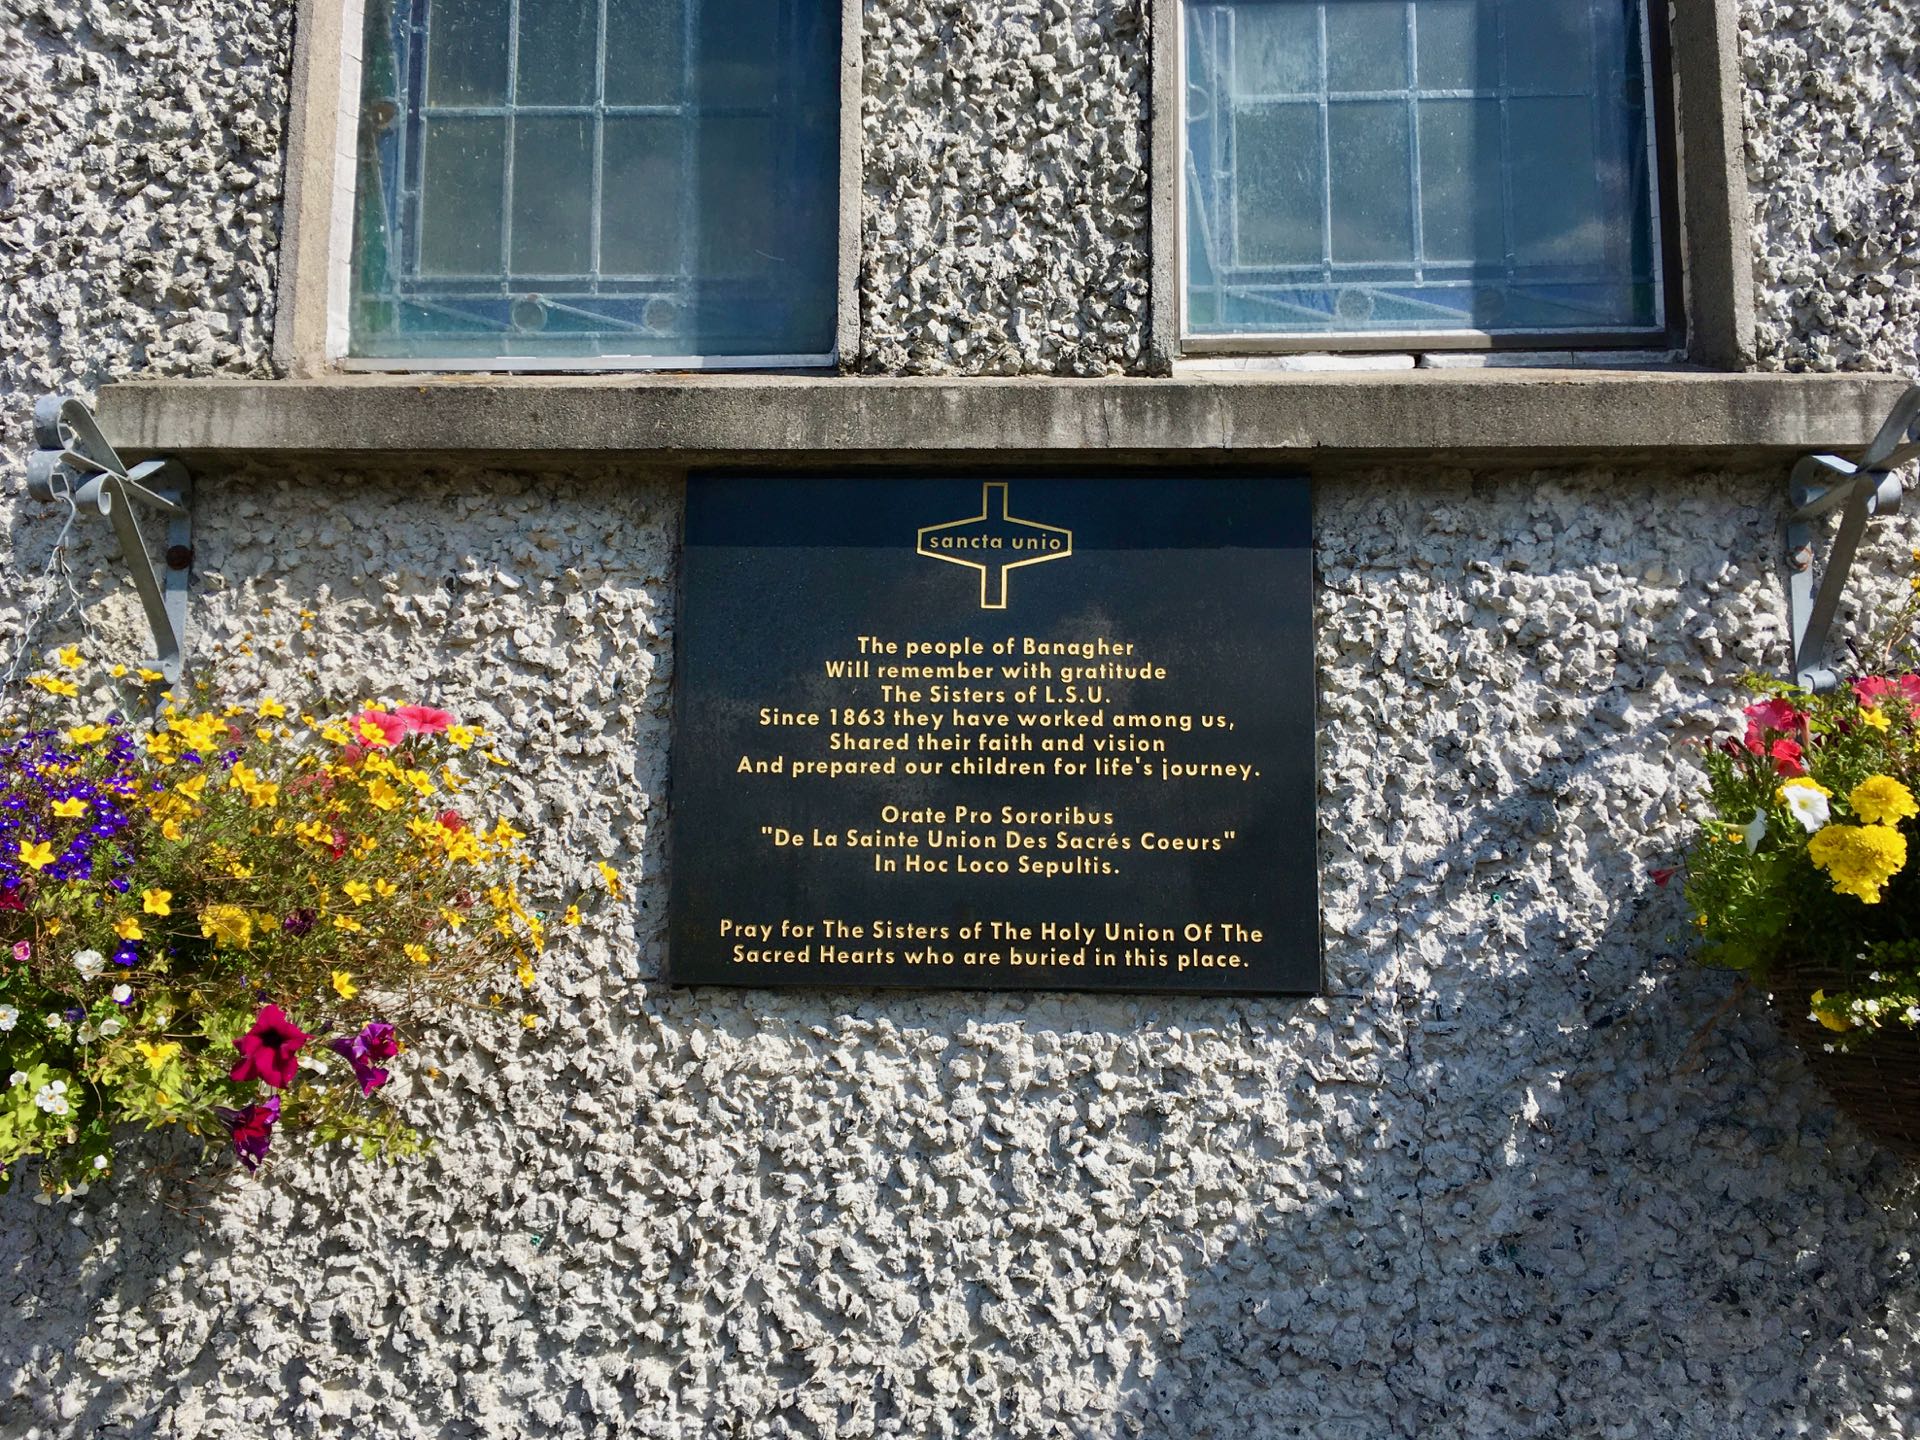 sancta unio
The people of Banagher
Will remember with gratitude
The Sisters of L.S.U.
Since 1863 they have worked among us,
Shared their faith and vision
And prepared our children for life's journey.
Orate Pro Sororibus
"De La Sainte Union Des Sacrés Coeurs"
In Hoc Loco Sepultis.
Pray for The Sisters of The Holy Union Of The
Sacred Hearts who are buried in this place.